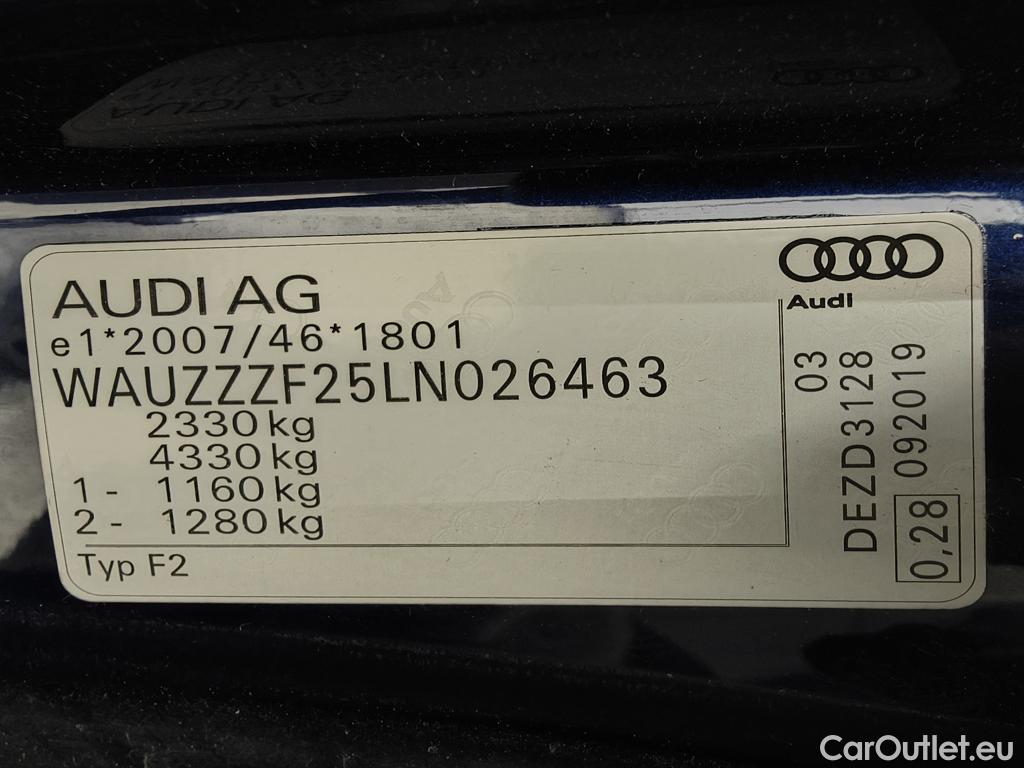 AUDI AG
e1*2007/46*1801
WAUZZZF25LN026463
2330 kg
4330 kg
1 - 1160 kg
2 - 1280 kg
Typ F2
Audi
03
DEZD3128
0,28 092019
CarOutlet.eu